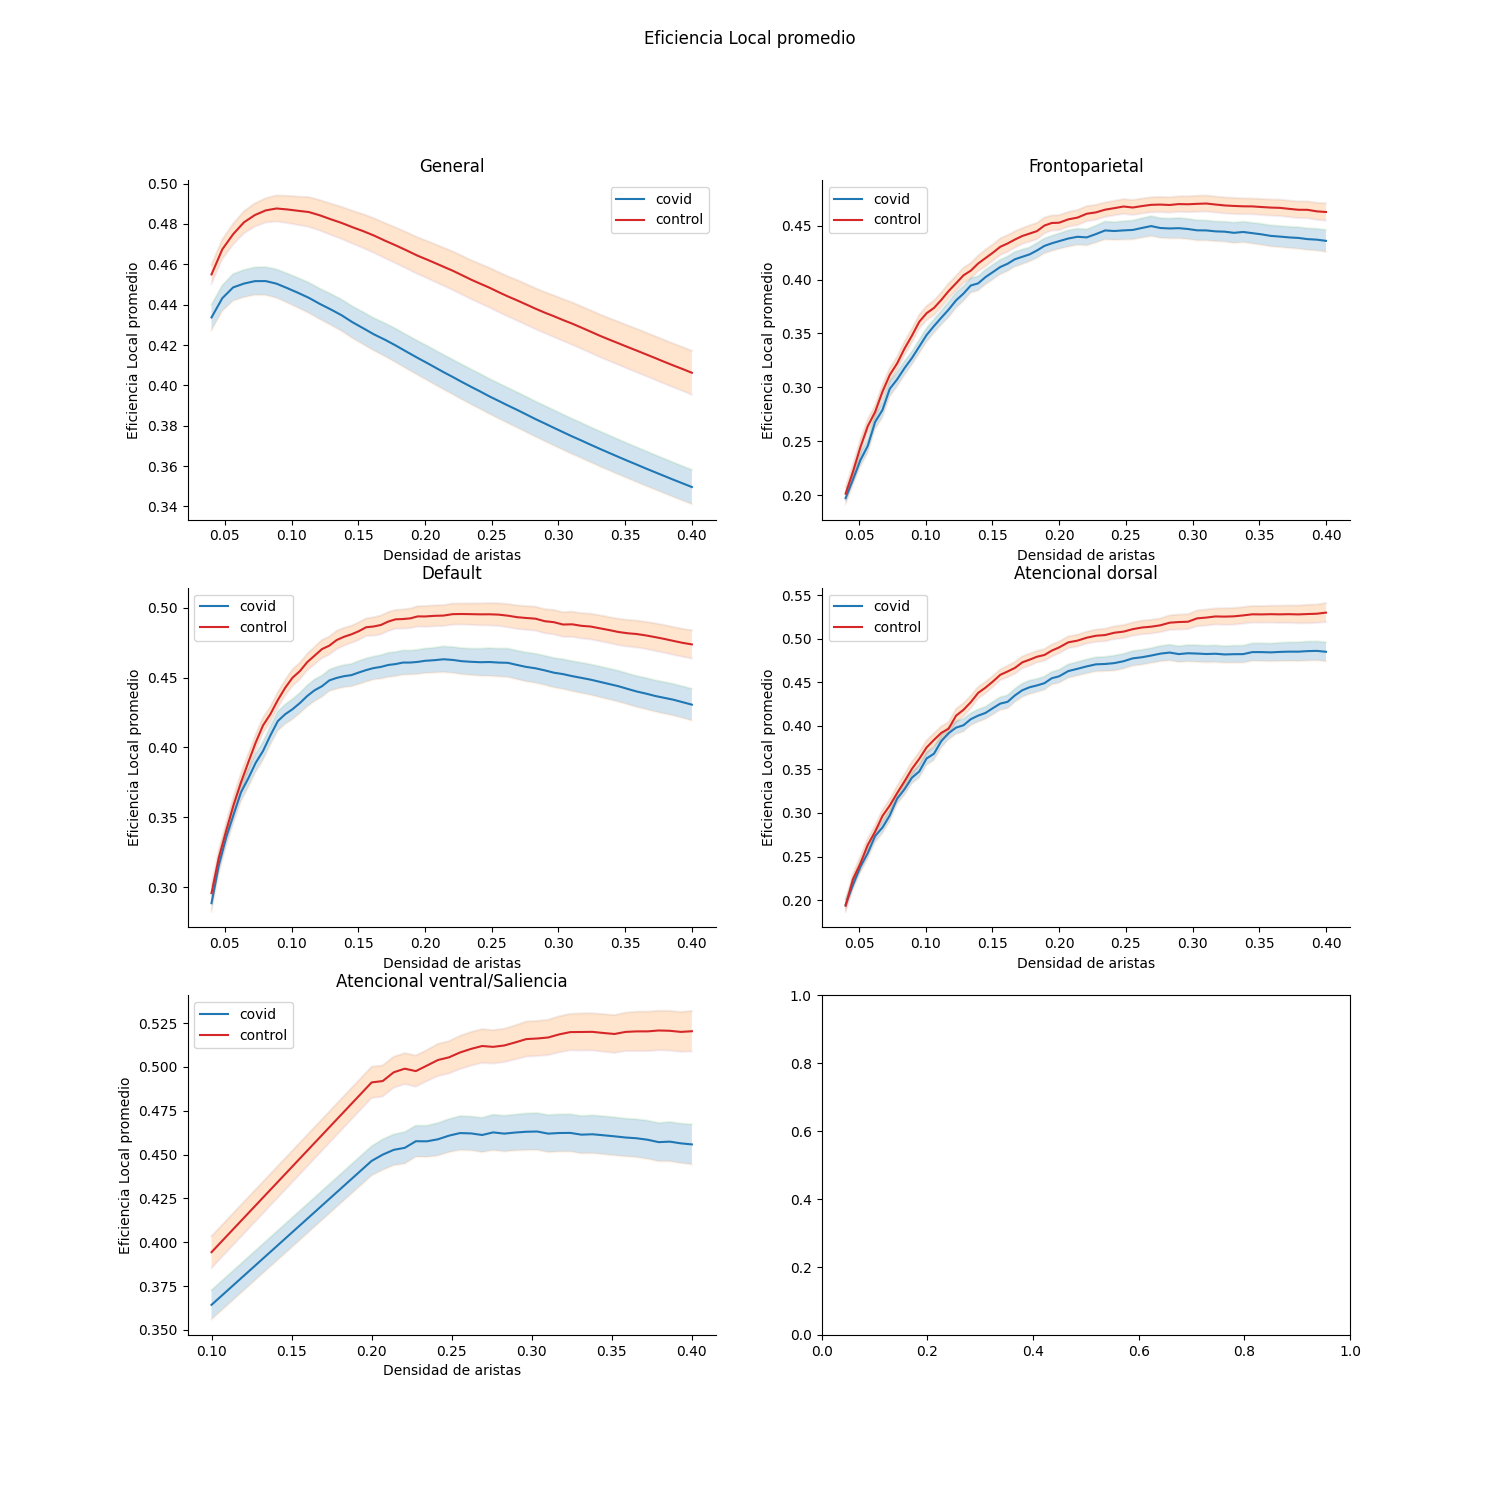 Eficiencia Local promedio
General
Eficiencia Local promedio
0.50
0.48
0.46
0.44
0.42
0.40
0.38
0.36
0.34
covid
control
0.05 0.10 0.15 0.20 0.25 0.30 0.35 0.40
Densidad de aristas
Frontoparietal
Eficiencia Local promedio
0.45
0.40
0.35
0.30
0.25
0.20
covid
control
0.05 0.10 0.15 0.20 0.25 0.30 0.35 0.40
Densidad de aristas
Default
Eficiencia Local promedio
0.50
0.45
0.40
0.35
0.30
covid
control
0.05 0.10 0.15 0.20 0.25 0.30 0.35 0.40
Densidad de aristas
Atencional dorsal
Eficiencia Local promedio
0.55
0.50
0.45
0.40
0.35
0.30
0.25
0.20
covid
control
0.05 0.10 0.15 0.20 0.25 0.30 0.35 0.40
Densidad de aristas
Atencional ventral/Saliencia
Eficiencia Local promedio
0.525
0.500
0.475
0.450
0.425
0.400
0.375
0.350
covid
control
0.10 0.15 0.20 0.25 0.30 0.35 0.40
Densidad de aristas
1.0
0.8
0.6
0.4
0.2
0.0
0.0 0.2 0.4 0.6 0.8 1.0